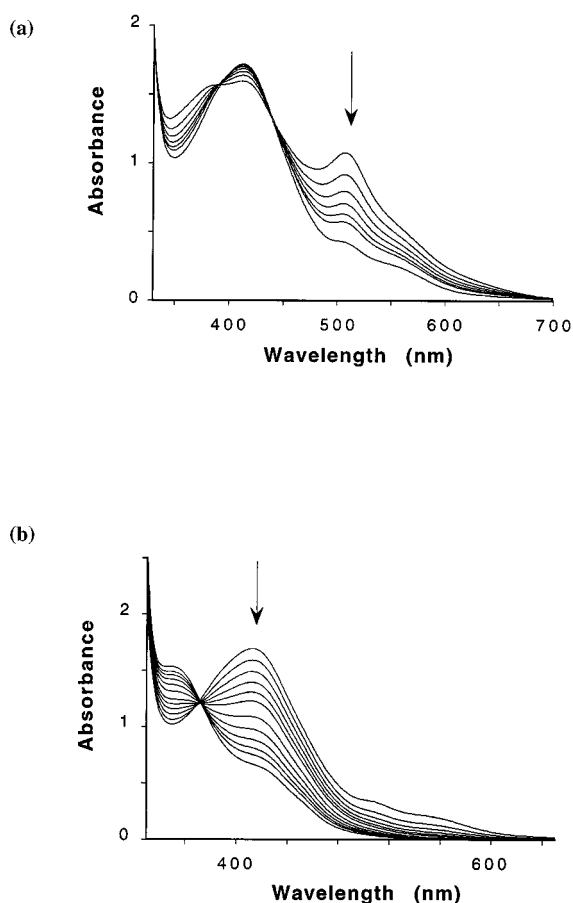 (a)
2
1
0
Absorbance
400 500 600 700
Wavelength (nm)
(b)
2
1
0
Absorbance
400 600
Wavelength (nm)